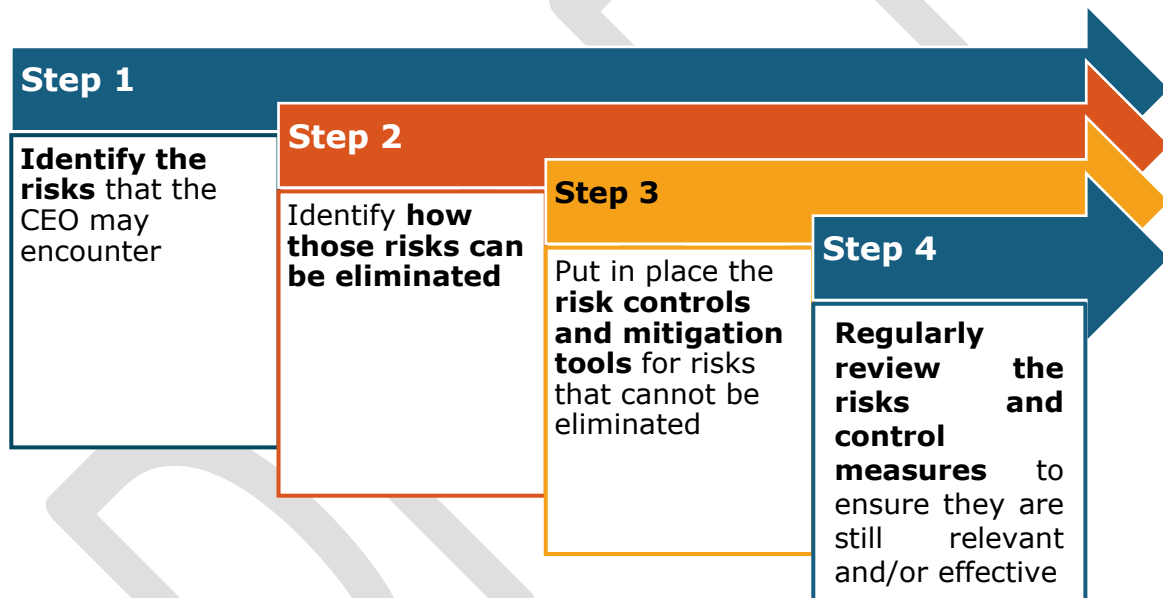 Step 1
Identify the
risks that the
CEO may
encounter
Step 2
Identify how
those risks can
be eliminated
Step 3
Put in place the
risk controls
and mitigation
tools for risks
that cannot be
eliminated
Step 4
Regularly
review the
risks and
control
measures to
ensure they are
still relevant
and/or effective